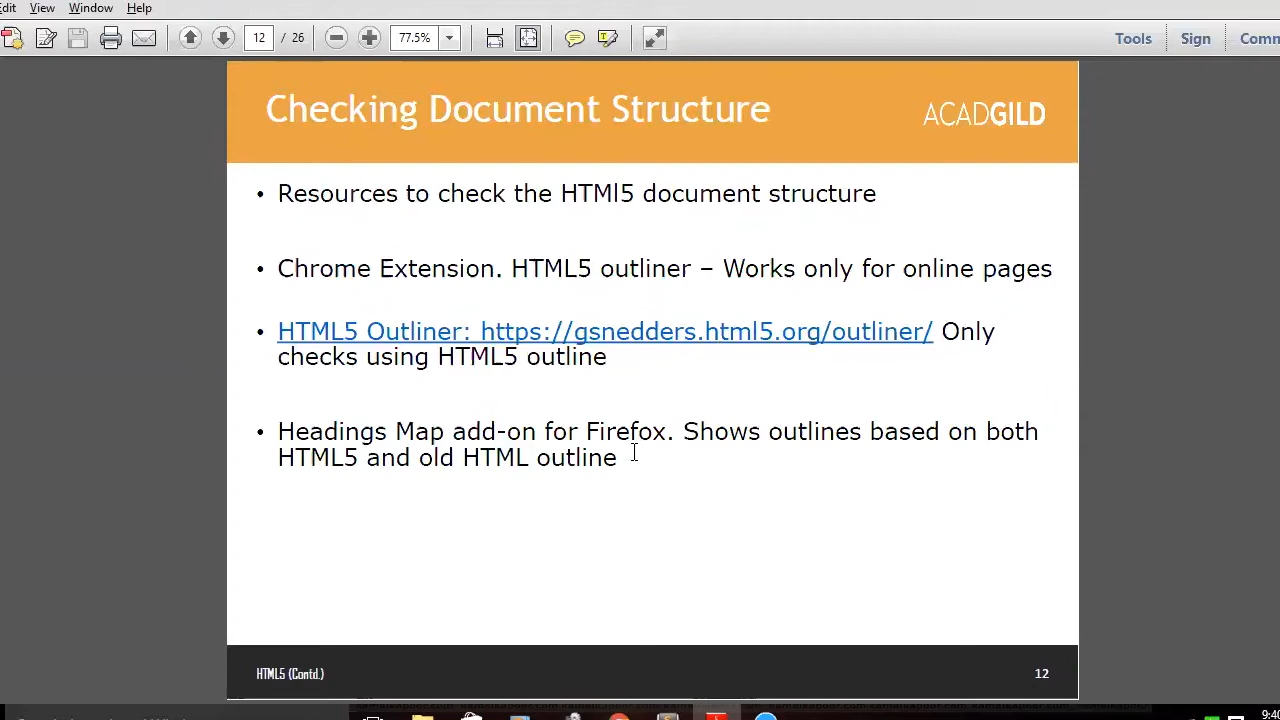 Edit View Window Help
12 / 26 77.5% Tools Sign Comm
Checking Document Structure
ACADGILD
• Resources to check the HTMl5 document structure
• Chrome Extension. HTML5 outliner – Works only for online pages
• HTML5 Outliner: https://gsnedders.html5.org/outliner/ Only
checks using HTML5 outline
• Headings Map add-on for Firefox. Shows outlines based on both
HTML5 and old HTML outline
HTML5 (Contd.)
12